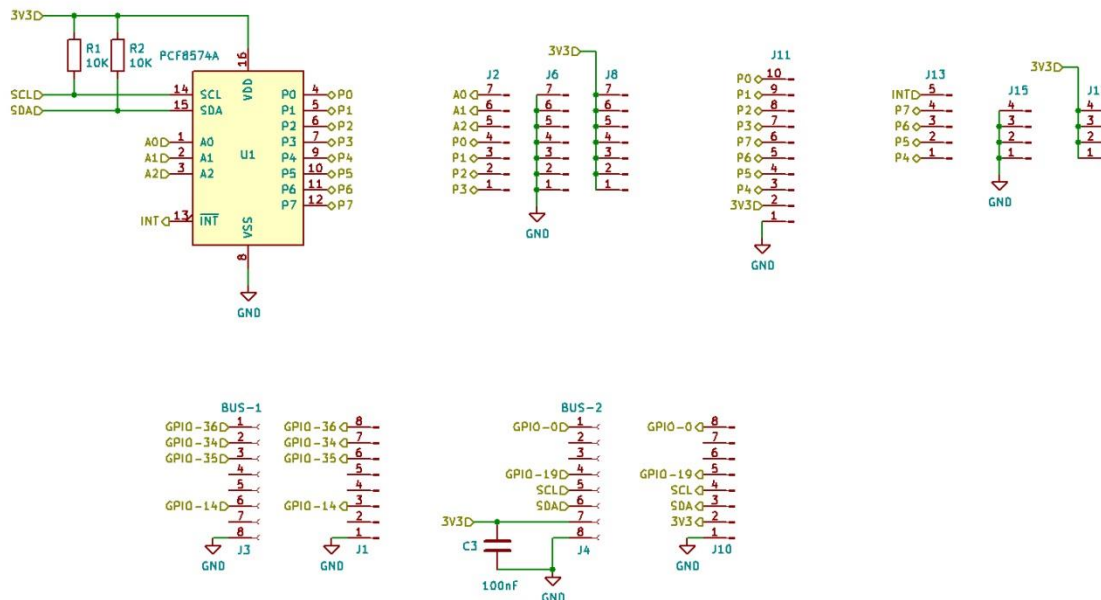 3V3
R1
10K
R2
10K
PCF8574A
16
VDD
SCL 14 SCL
SDA 15 SDA
A0 1 A0
A1 2 A1
A2 3 A2
INT 13 INT
U1
P0 4 P0
P1 5 P1
P2 6 P2
P3 7 P3
P4 9 P4
P5 10 P5
P6 11 P6
P7 12 P7
VSS
8
GND
J2
A0 7
A1 6
A2 5
P0 4
P1 3
P2 2
P3 1
J6
7
6
5
4
3
2
1
GND
3V3
J8
7
6
5
4
3
2
1
J11
P0 10
P1 9
P2 8
P3 7
P7 6
P6 5
P5 4
P4 3
3V3 2
1
GND
J13
INT 5
P7 4
P6 3
P5 2
P4 1
J15
4
3
2
1
GND
3V3
4
3
2
1
BUS-1
GPIO-36 1
GPIO-34 2
GPIO-35 3
4
5
GPIO-14 6
7
8
GND
J3
GPIO-36 8
GPIO-34 7
GPIO-35 6
5
4
GPIO-14 3
2
1
GND
J1
BUS-2
GPIO-0 1
2
3
GPIO-19 4
SCL 5
SDA 6
3V3 7
8
J4
C3
100nF
GND
GPIO-0 8
7
6
GPIO-19 5
SCL 4
SDA 3
3V3 2
1
GND
J10